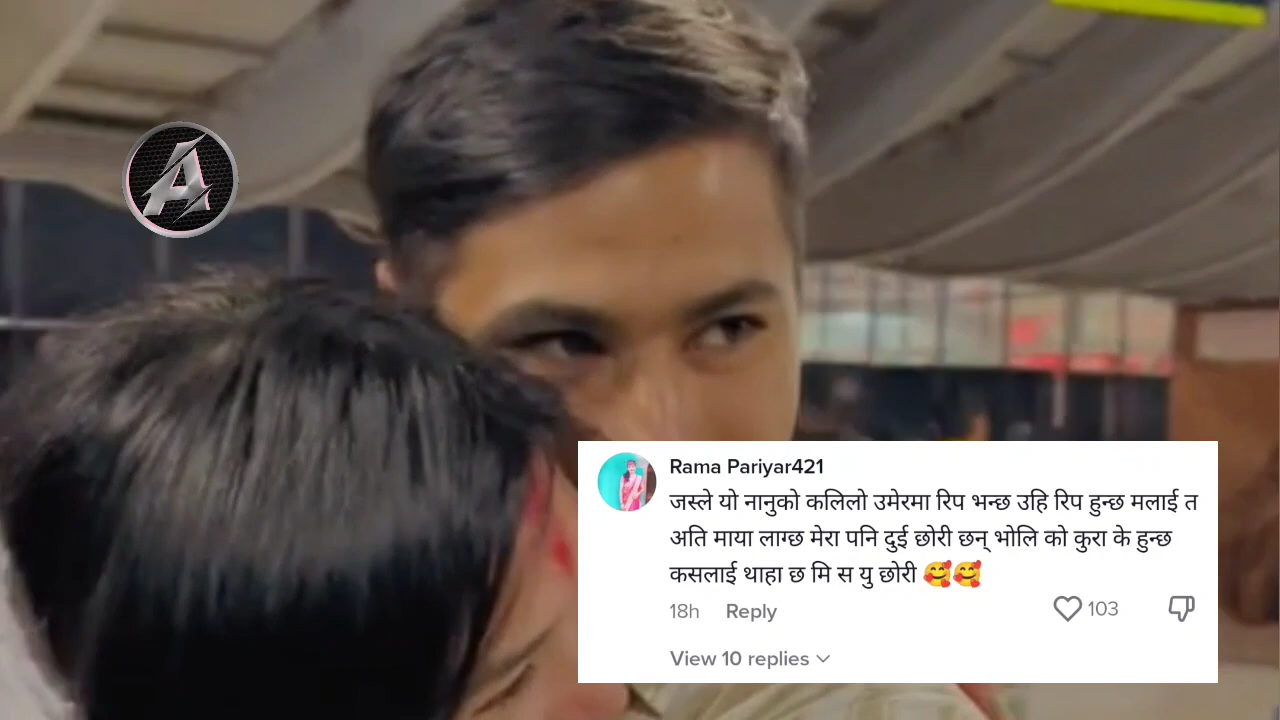 A
Rama Pariyar421
जस्ले यो नानुको कलिलो उमेरमा रिप भन्छ उहि रिप हुन्छ मलाई त
अति माया लाग्छ मेरा पनि दुई छोरी छन् भोलि को कुरा के हुन्छ
कसलाई थाहा छ मि स यु छोरी 🥰🥰
18h Reply 103
View 10 replies